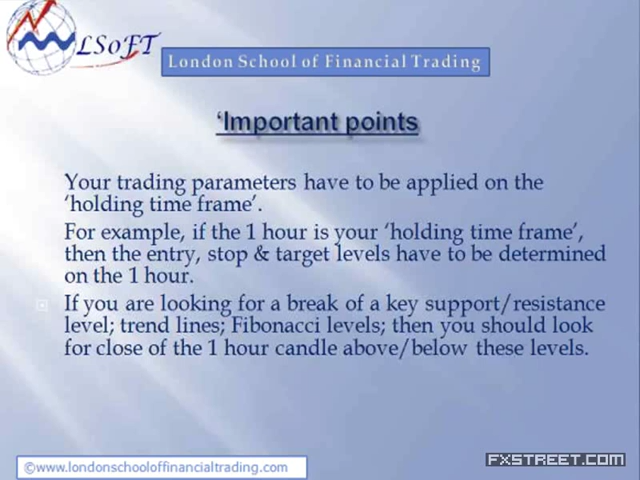 LSoFT
London School of Financial Trading
‘Important points
Your trading parameters have to be applied on the
‘holding time frame’.
For example, if the 1 hour is your ‘holding time frame’,
then the entry, stop & target levels have to be determined
on the 1 hour.
If you are looking for a break of a key support/resistance
level; trend lines; Fibonacci levels; then you should look
for close of the 1 hour candle above/below these levels.
©www.londonschooloffinancialtrading.com
FXSTREET.COM